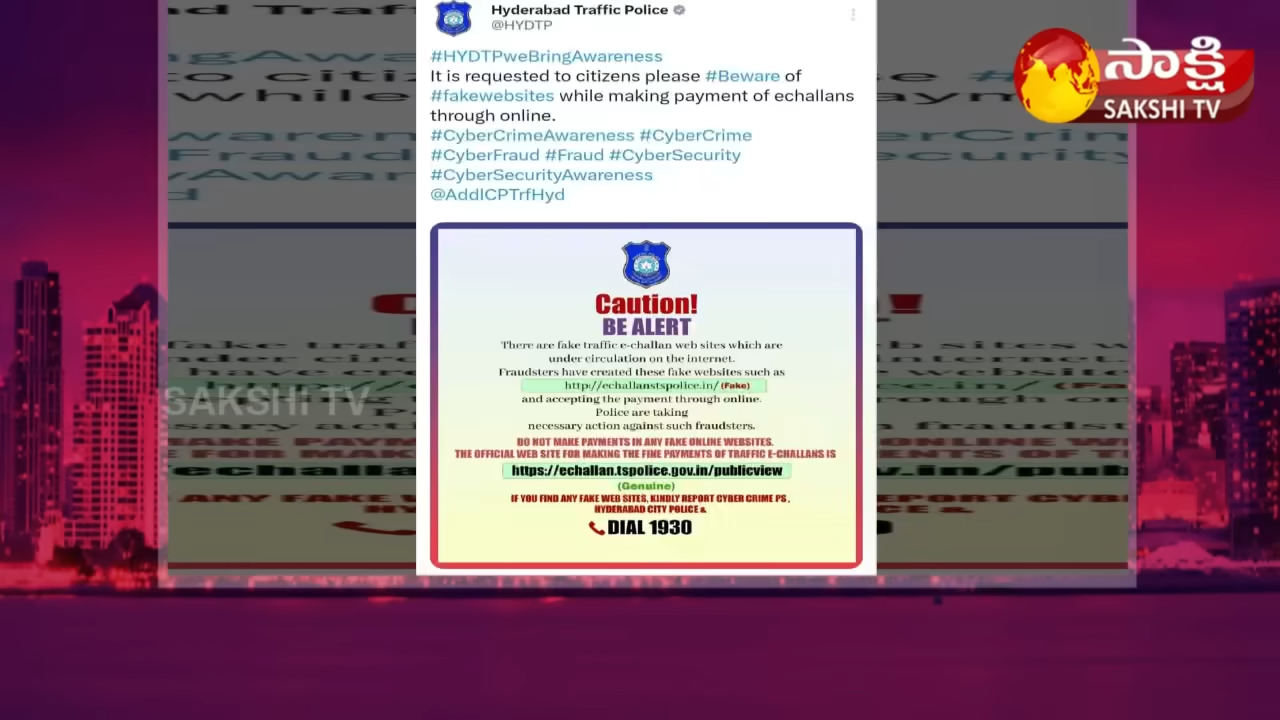 Hyderabad Traffic Police
@HYDTP
#HYDTPweBringAwareness
It is requested to citizens please #Beware of
#fakewebsites while making payment of echallans
through online.
#CyberCrimeAwareness #CyberCrime
#CyberFraud #Fraud #CyberSecurity
#CyberSecurityAwareness
@AddlCPTrfHyd
Caution!
BE ALERT
There are fake traffic e-challan web sites which are
under circulation on the internet.
Fraudsters have created these fake websites such as
http://echallanstspolice.in/ (Fake)
and accepting the payment through online.
Police are taking
necessary action against such fraudsters.
DO NOT MAKE PAYMENTS IN ANY FAKE ONLINE WEBSITES.
THE OFFICIAL WEB SITE FOR MAKING THE FINE PAYMENTS OF TRAFFIC E-CHALLANS IS
https://echallan.tspolice.gov.in/publicview
(Genuine)
IF YOU FIND ANY FAKE WEB SITES, KINDLY REPORT CYBER CRIME PS,
HYDERABAD CITY POLICE &
DIAL 1930
సాక్షి
SAKSHI TV
SAKSHI TV